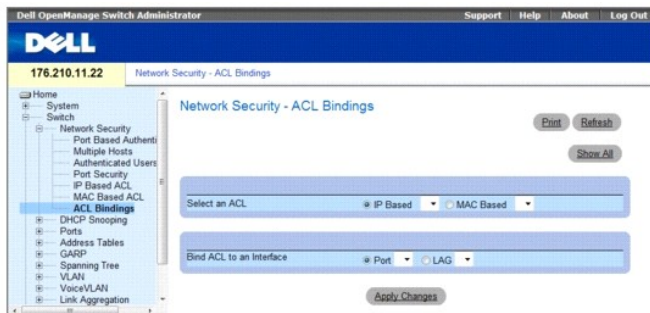 Dell OpenManage Switch Administrator Support Help About Log Out
DELL
176.210.11.22 Network Security - ACL Bindings
Home
System
Switch
Network Security
Port Based Authenti
Multiple Hosts
Authenticated Users
Port Security
IP Based ACL
MAC Based ACL
ACL Bindings
DHCP Snooping
Ports
Address Tables
GARP
Spanning Tree
VLAN
VoiceVLAN
Link Aggregation
Network Security - ACL Bindings
Print Refresh
Show All
Select an ACL IP Based MAC Based
Bind ACL to an Interface Port LAG
Apply Changes